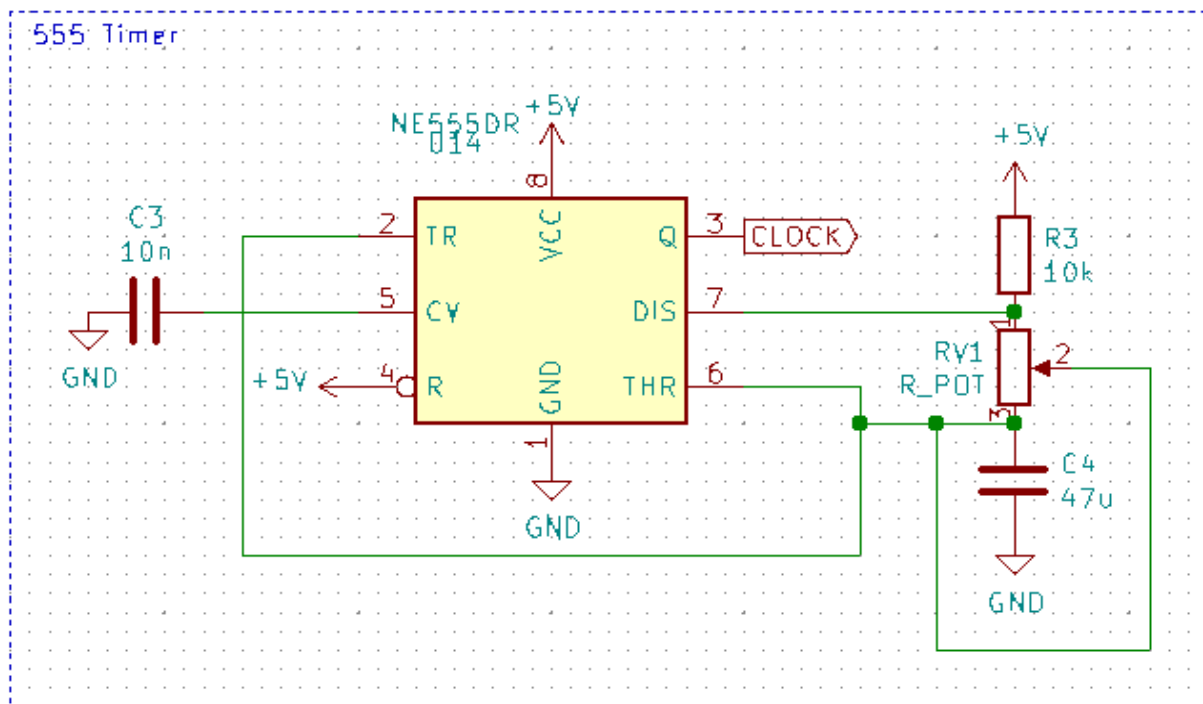 555 Timer
NE555DR
U14
+5V
8
VCC
C3
10n
GND
2
TR
5
CV
+5V
4
R
GND
1
GND
Q
3
CLOCK
DIS
7
THR
6
+5V
R3
10k
1
RV1
R_POT
2
3
C4
47u
GND